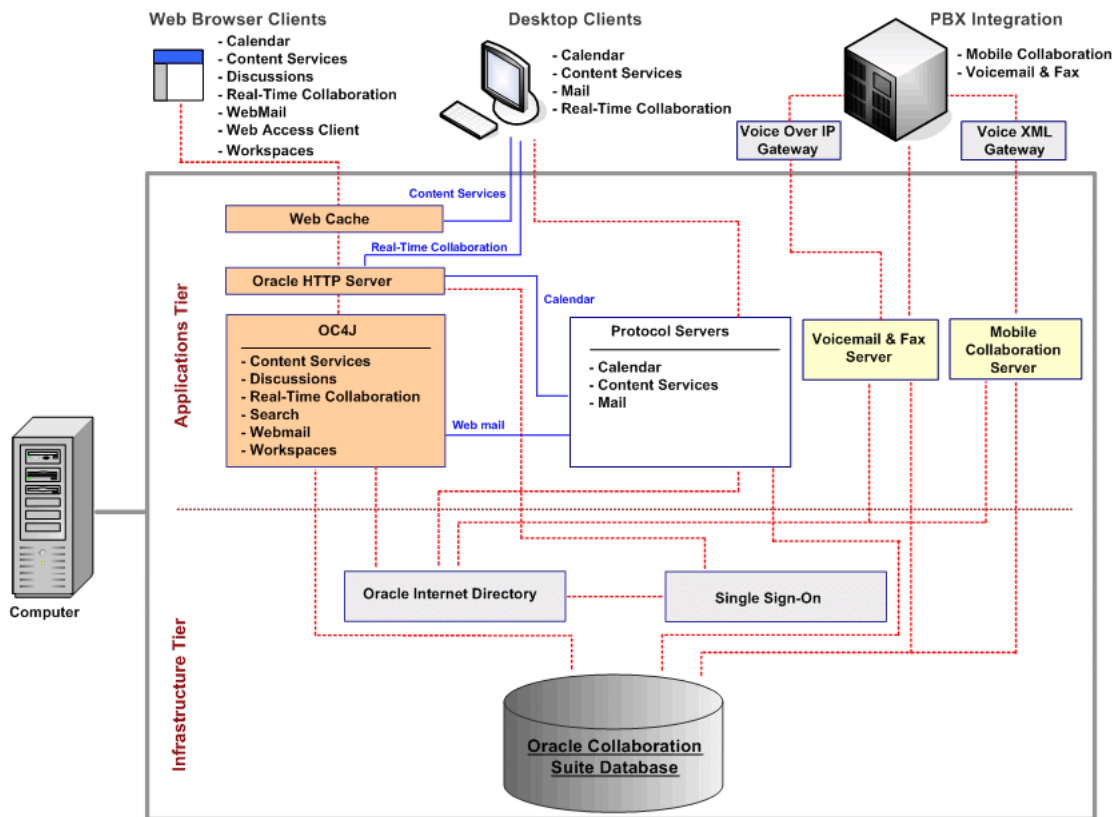 Web Browser Clients
- Calendar
- Content Services
- Discussions
- Real-Time Collaboration
- WebMail
- Web Access Client
- Workspaces
Desktop Clients
- Calendar
- Content Services
- Mail
- Real-Time Collaboration
PBX Integration
- Mobile Collaboration
- Voicemail & Fax
Voice Over IP
Gateway
Voice XML
Gateway
Applications Tier
Content Services
Web Cache
Real-Time Collaboration
Oracle HTTP Server
Calendar
OC4J
- Content Services
- Discussions
- Real-Time Collaboration
- Search
- Webmail
- Workspaces
Web mail
Protocol Servers
- Calendar
- Content Services
- Mail
Voicemail & Fax
Server
Mobile
Collaboration
Server
Computer
Infrastructure Tier
Oracle Internet Directory
Single Sign-On
Oracle Collaboration
Suite Database